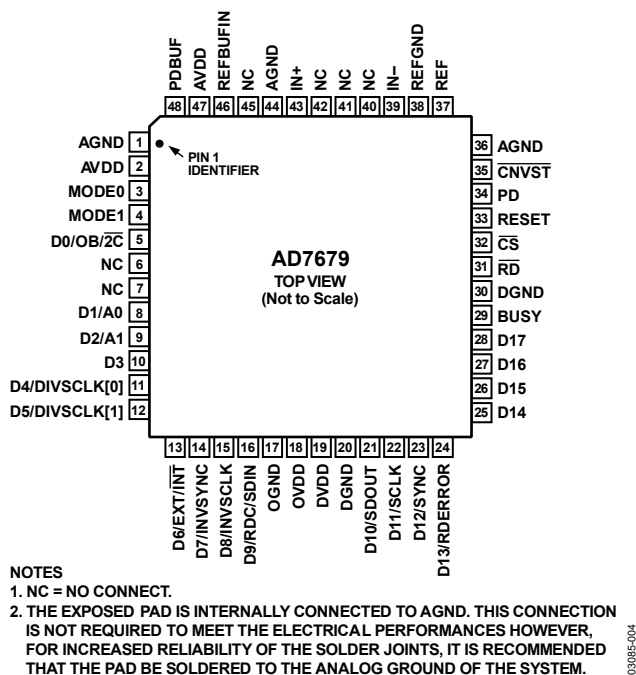 PDBUF
AVDD
REFBUFIN
NC
AGND
IN+
NC
NC
NC
IN–
REFGND
REF
48 47 46 45 44 43 42 41 40 39 38 37
AGND 1
AVDD 2
MODE0 3
MODE1 4
D0/OB/2C̅ 5
NC 6
NC 7
D1/A0 8
D2/A1 9
D3 10
D4/DIVSCLK[0] 11
D5/DIVSCLK[1] 12
PIN 1
IDENTIFIER
AD7679
TOP VIEW
(Not to Scale)
36 AGND
35 C̅N̅V̅S̅T̅
34 PD
33 RESET
32 C̅S̅
31 R̅D̅
30 DGND
29 BUSY
28 D17
27 D16
26 D15
25 D14
13 14 15 16 17 18 19 20 21 22 23 24
D6/EXT/I̅N̅T̅
D7/INVSYNC
D8/INVSCLK
D9/RDC/SDIN
OGND
OVDD
DVDD
DGND
D10/SDOUT
D11/SCLK
D12/SYNC
D13/RDERROR
NOTES
1. NC = NO CONNECT.
2. THE EXPOSED PAD IS INTERNALLY CONNECTED TO AGND. THIS CONNECTION
IS NOT REQUIRED TO MEET THE ELECTRICAL PERFORMANCES HOWEVER,
FOR INCREASED RELIABILITY OF THE SOLDER JOINTS, IT IS RECOMMENDED
THAT THE PAD BE SOLDERED TO THE ANALOG GROUND OF THE SYSTEM.
03085-004